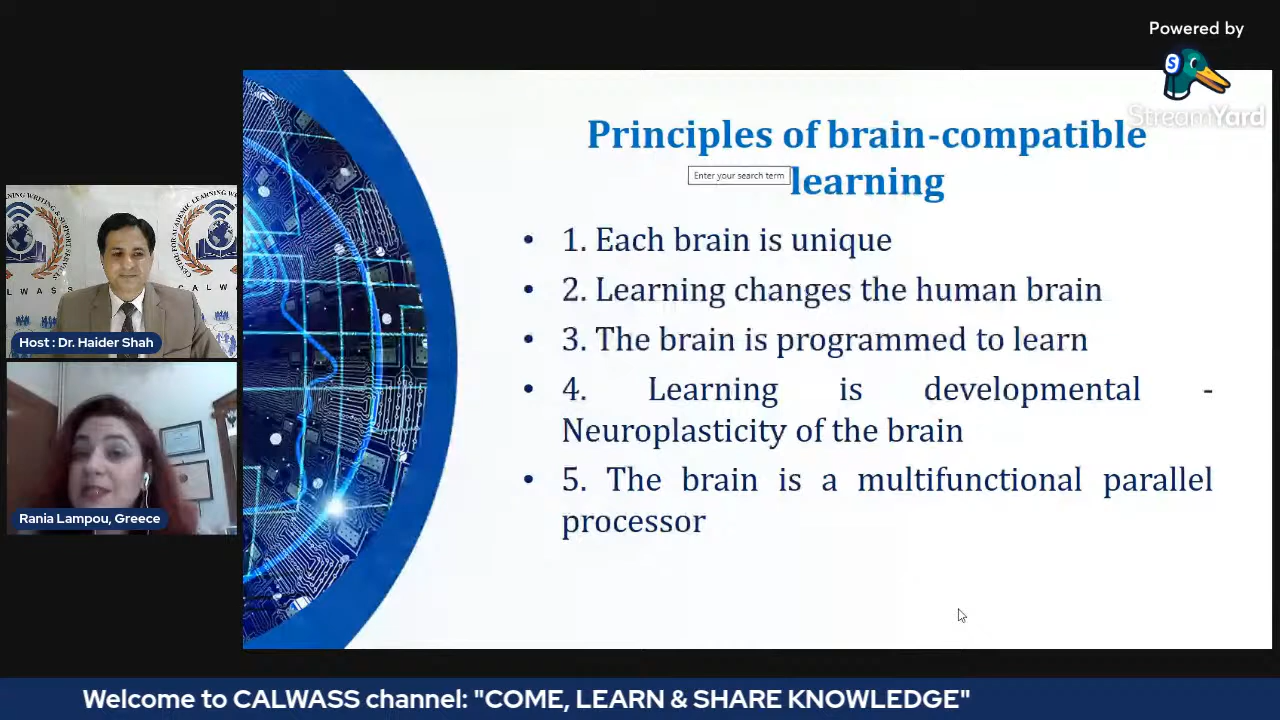 Powered by
StreamYard
Principles of brain-compatible
Enter your search term
learning
• 1. Each brain is unique
• 2. Learning changes the human brain
• 3. The brain is programmed to learn
• 4. Learning is developmental -
Neuroplasticity of the brain
• 5. The brain is a multifunctional parallel
processor
Host : Dr. Haider Shah
Rania Lampou, Greece
Welcome to CALWASS channel: "COME, LEARN & SHARE KNOWLEDGE"